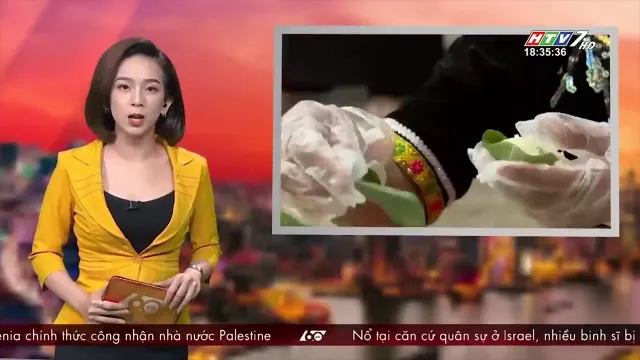 HTV7 HD
18:35:36
enia chính thức công nhận nhà nước Palestine 60 Nổ tại căn cứ quân sự ở Israel, nhiều binh sĩ bị